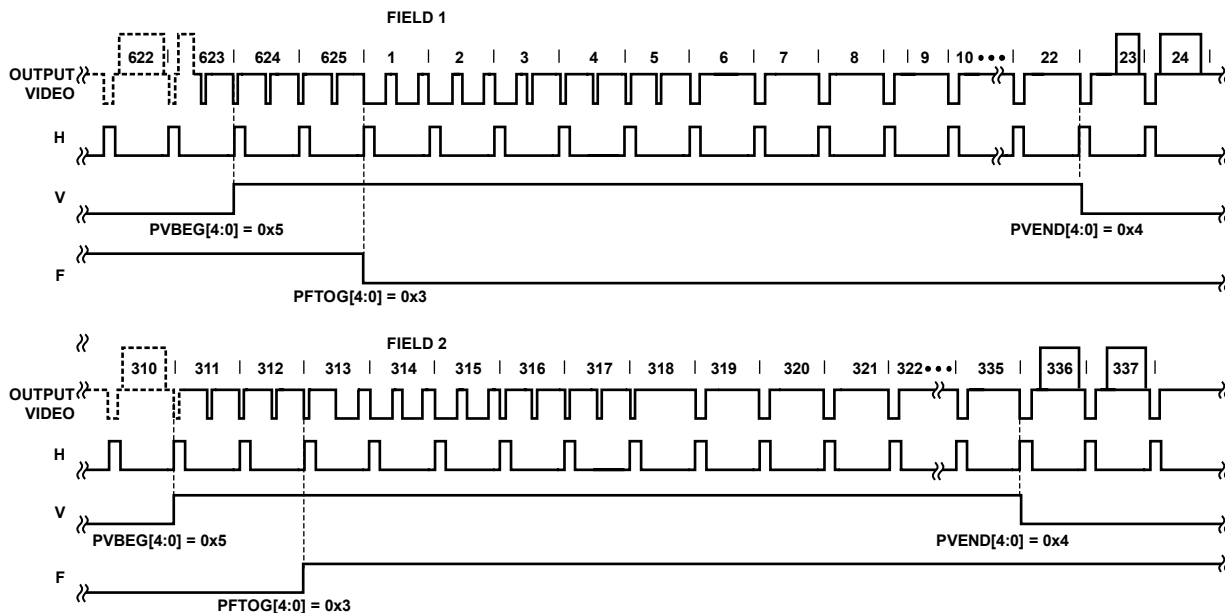 FIELD 1
622 623 624 625 1 2 3 4 5 6 7 8 9 10 ••• 22 23 24
OUTPUT
VIDEO
H
V
PVBEG[4:0] = 0x5 PVEND[4:0] = 0x4
F
PFTOG[4:0] = 0x3
FIELD 2
310 311 312 313 314 315 316 317 318 319 320 321 322 ••• 335 336 337
OUTPUT
VIDEO
H
V
PVBEG[4:0] = 0x5 PVEND[4:0] = 0x4
F
PFTOG[4:0] = 0x3